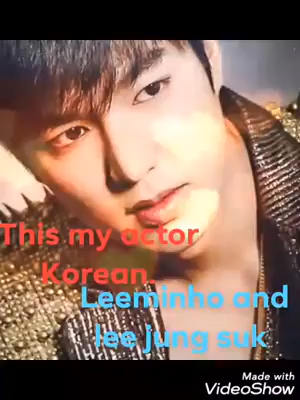 This my actor
Korean
Leeminho and
lee jung suk
Made with
VideoShow